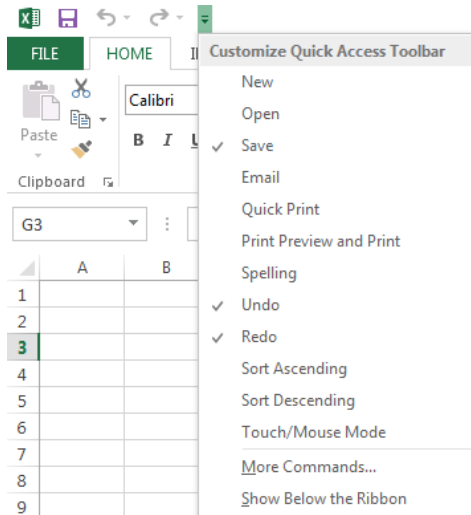 FILE HOME
Customize Quick Access Toolbar
New
Open
Save
Email
Quick Print
Print Preview and Print
Spelling
Undo
Redo
Sort Ascending
Sort Descending
Touch/Mouse Mode
More Commands...
Show Below the Ribbon
Paste
Calibri
B I U
Clipboard
G3
A B
1
2
3
4
5
6
7
8
9